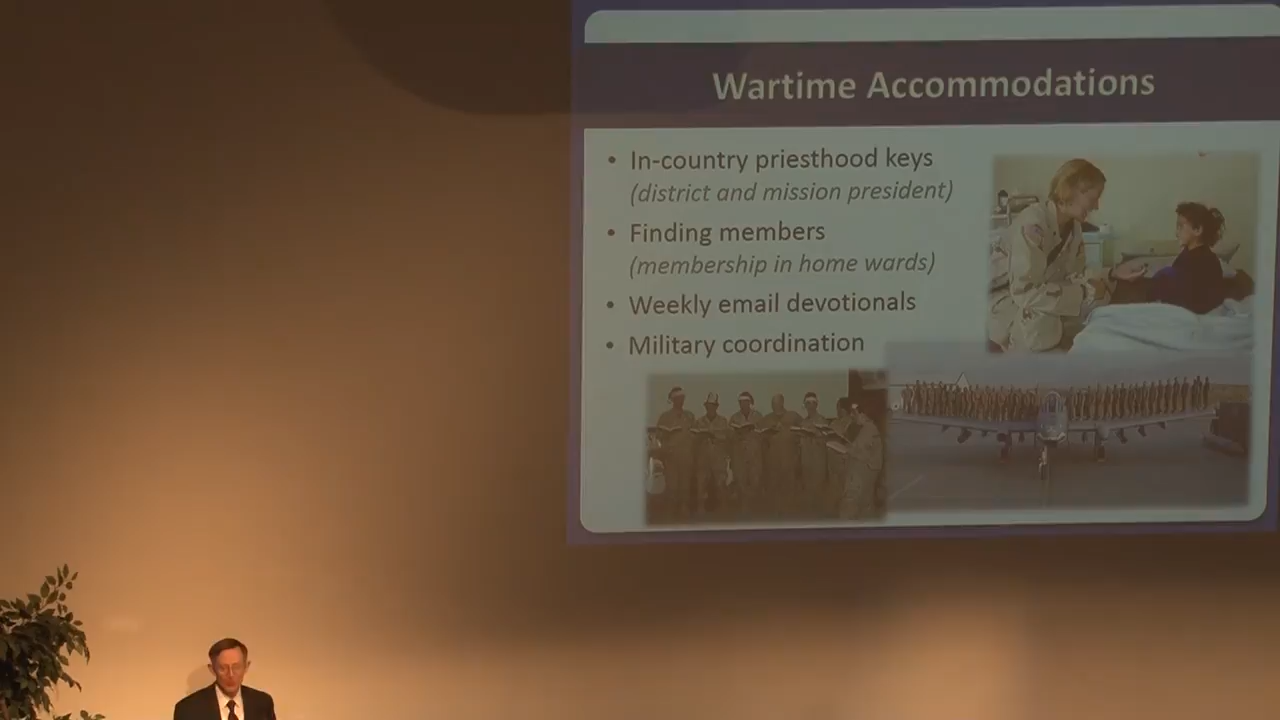 Wartime Accommodations
• In-country priesthood keys
(district and mission president)
• Finding members
(membership in home wards)
• Weekly email devotionals
• Military coordination